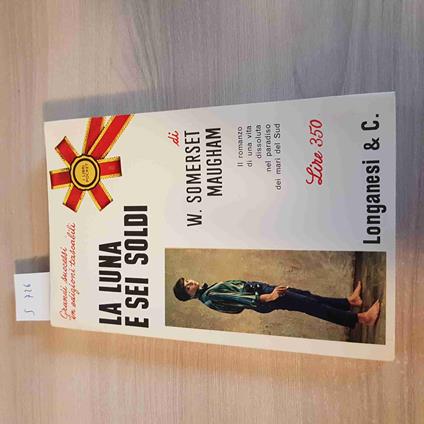 Grandi successi
in edizioni tascabili
LA LUNA
E SEI SOLDI
di
W. SOMERSET
MAUGHAM
Il romanzo
di una vita
dissoluta
nel paradiso
dei mari del Sud
Lire 350
Longanesi & C.